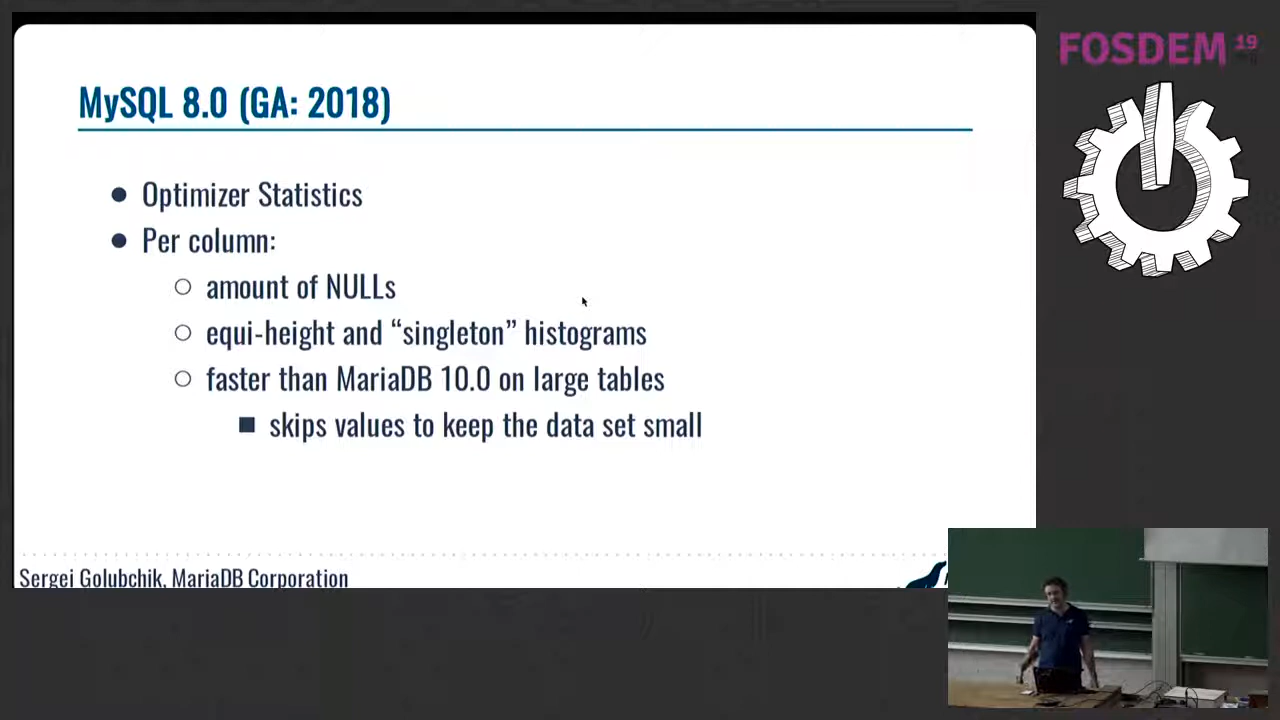 MySQL 8.0 (GA: 2018)
Optimizer Statistics
Per column:
amount of NULLs
equi-height and “singleton” histograms
faster than MariaDB 10.0 on large tables
skips values to keep the data set small
Sergei Golubchik, MariaDB Corporation
FOSDEM 19